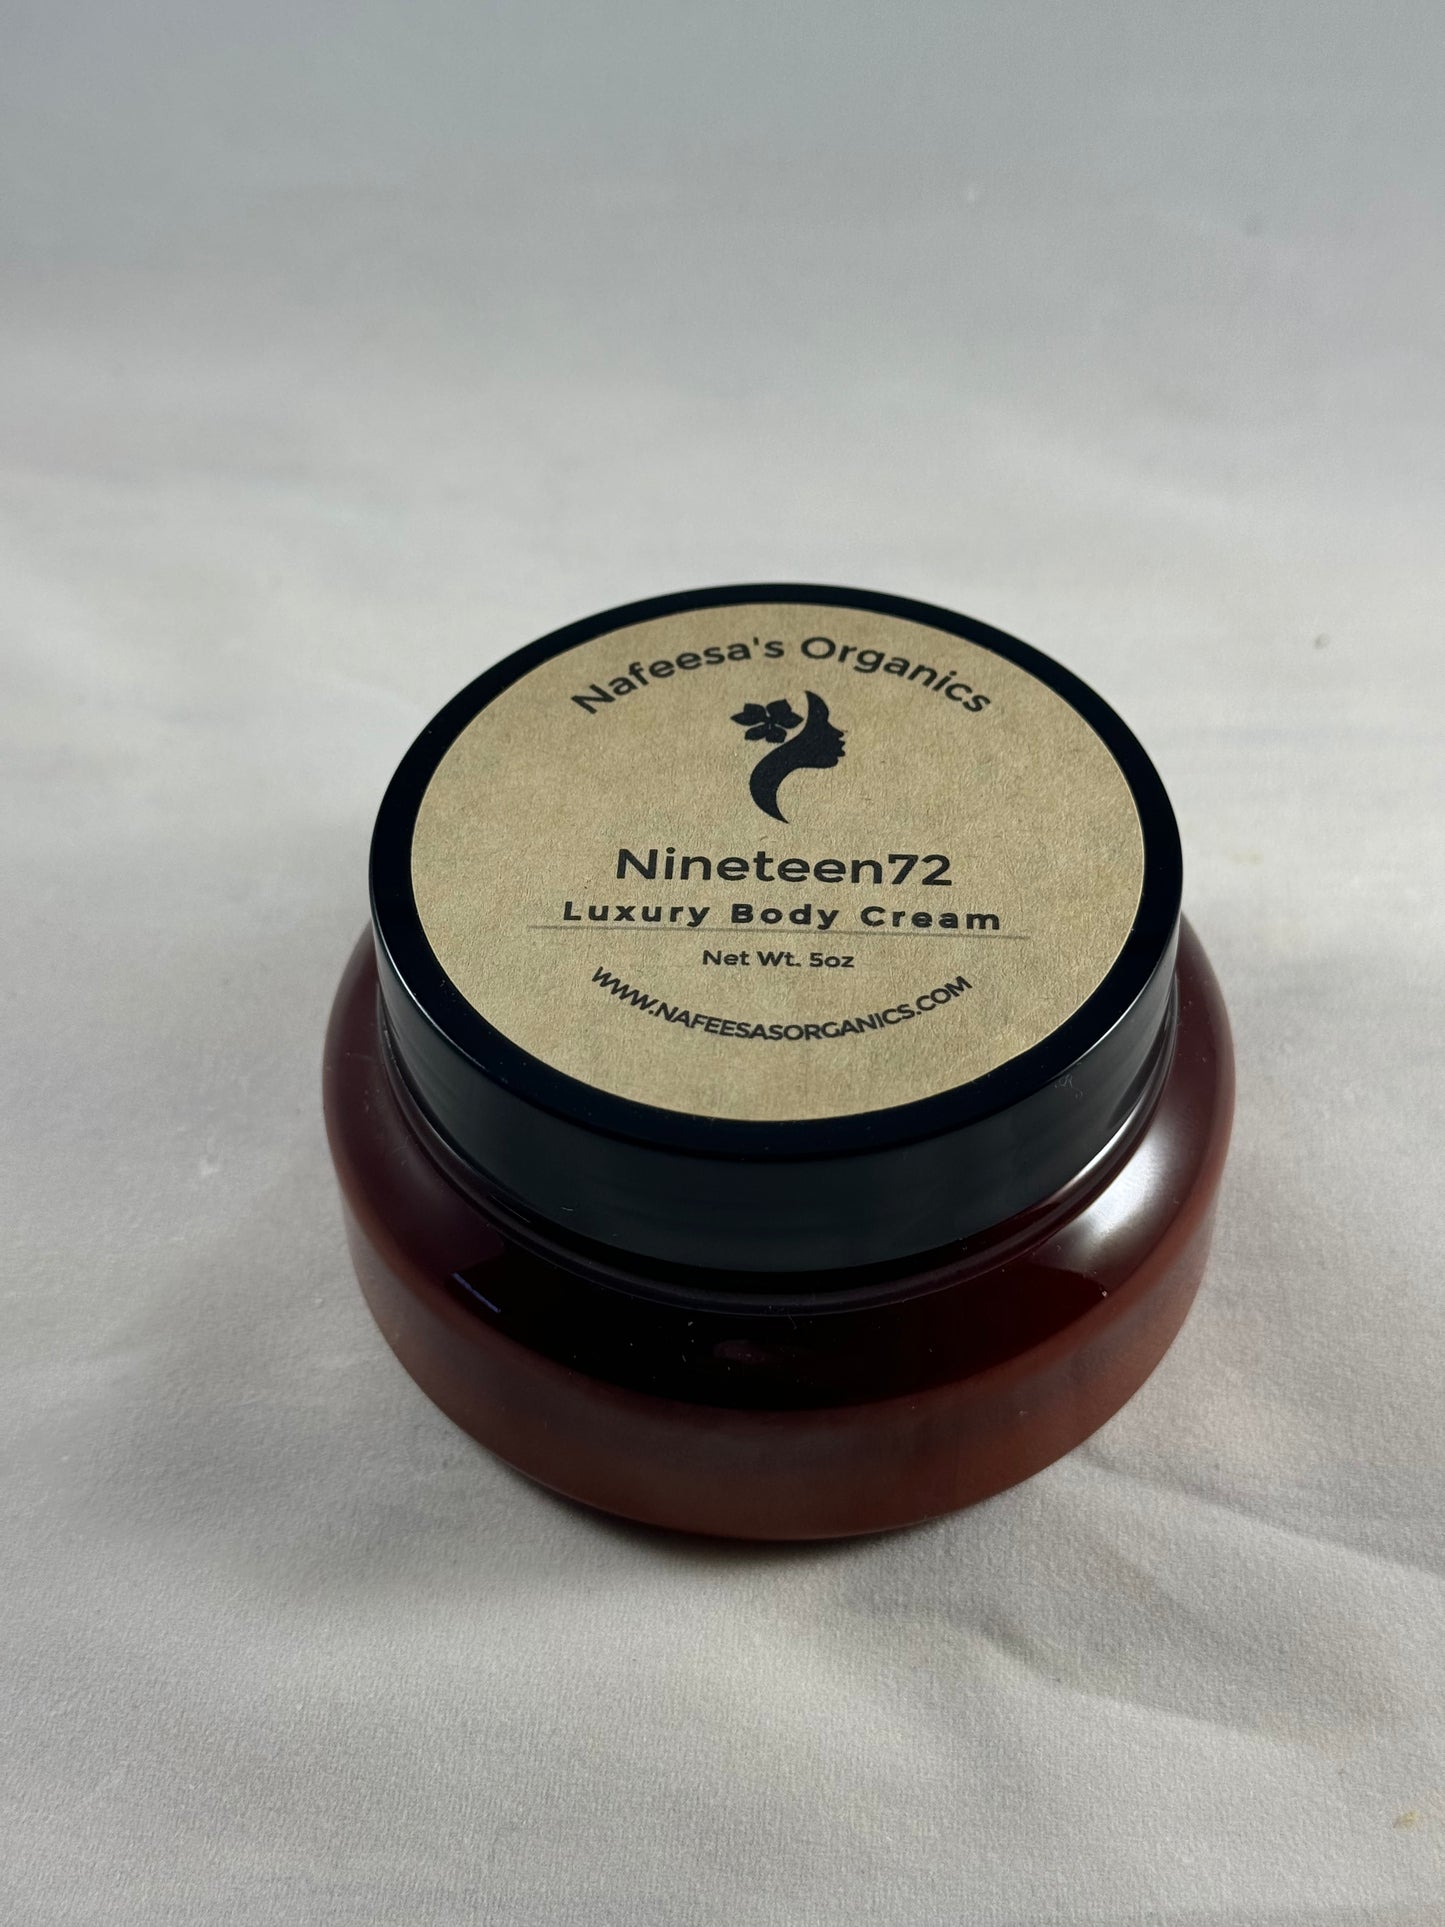 Nafeesa's Organics
Nineteen72
Luxury Body Cream
Net Wt. 5oz
WWW.NAFEESASORGANICS.COM